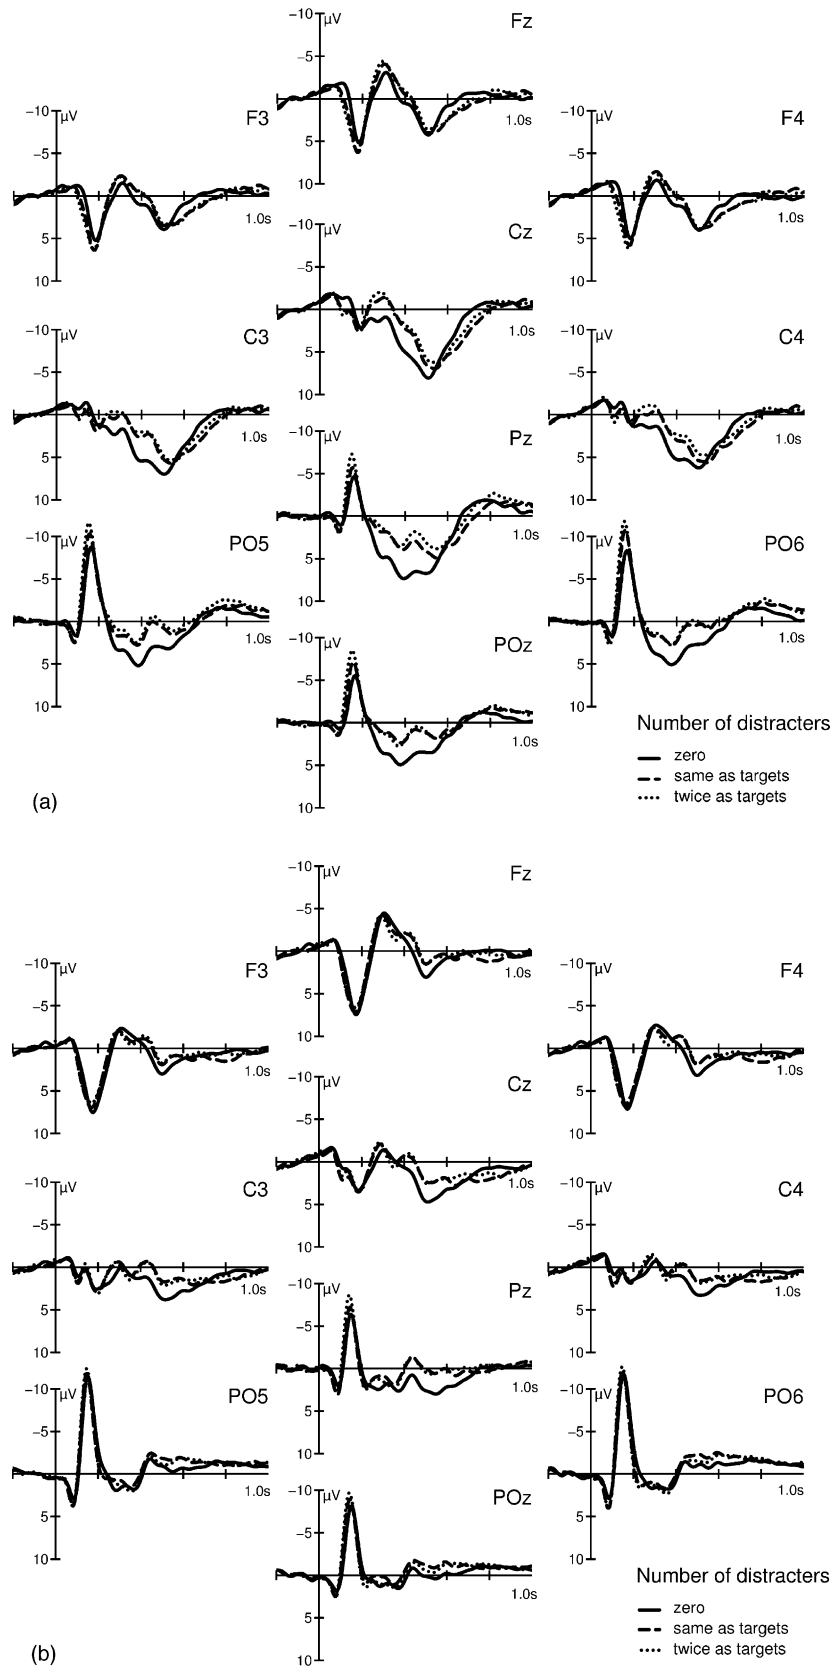 -10 µV Fz
-5
5
10
1.0s
-10 µV F3
-5
5
10
1.0s
-10 µV F4
-5
5
10
1.0s
-10 µV Cz
-5
5
10
1.0s
-10 µV C3
-5
5
10
1.0s
-10 µV C4
-5
5
10
1.0s
-10 µV Pz
-5
5
10
1.0s
-10 µV PO5
-5
5
10
1.0s
-10 µV PO6
-5
5
10
1.0s
-10 µV POz
-5
5
10
1.0s
Number of distracters
zero
same as targets
twice as targets
(a)
-10 µV Fz
-5
5
10
1.0s
-10 µV F3
-5
5
10
1.0s
-10 µV F4
-5
5
10
1.0s
-10 µV Cz
-5
5
10
1.0s
-10 µV C3
-5
5
10
1.0s
-10 µV C4
-5
5
10
1.0s
-10 µV Pz
-5
5
10
1.0s
-10 µV PO5
-5
5
10
1.0s
-10 µV PO6
-5
5
10
1.0s
-10 µV POz
-5
5
10
1.0s
Number of distracters
zero
same as targets
twice as targets
(b)